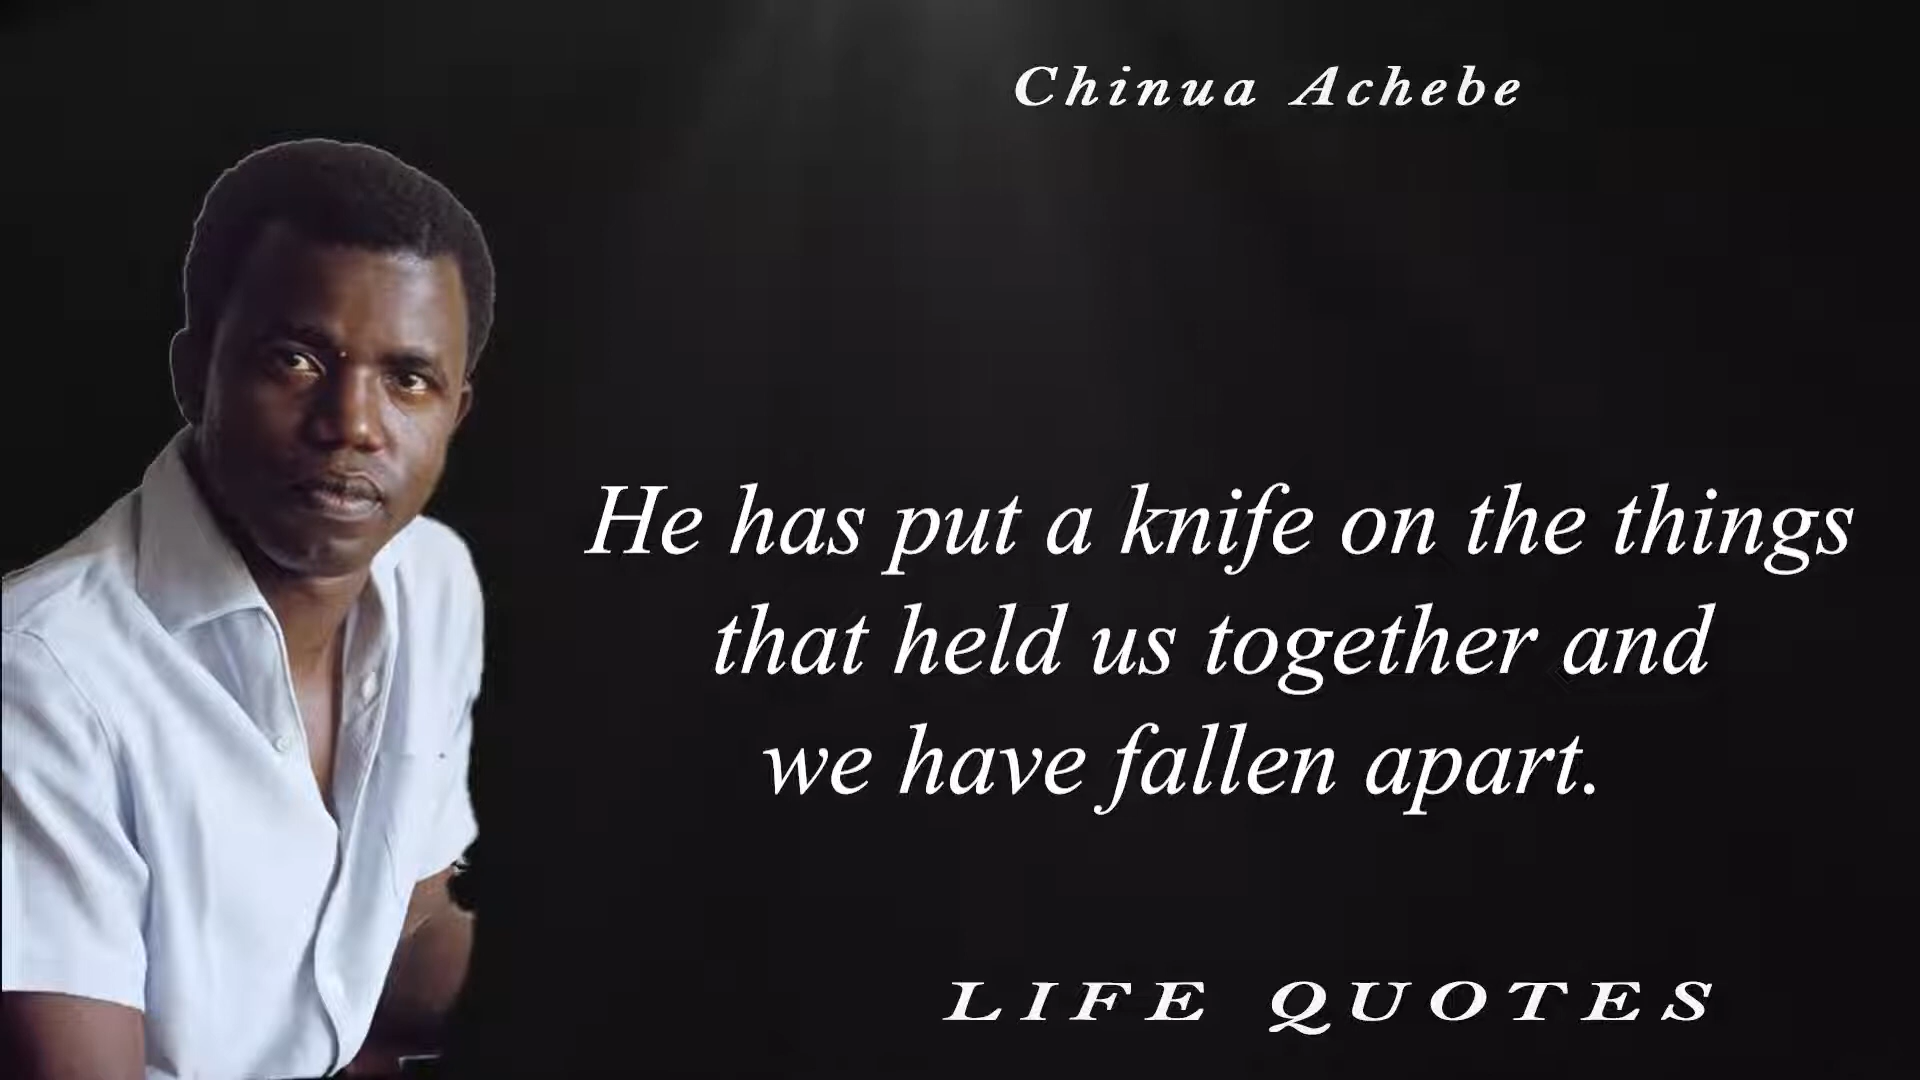 Chinua Achebe
He has put a knife on the things
that held us together and
we have fallen apart.
LIFE QUOTES